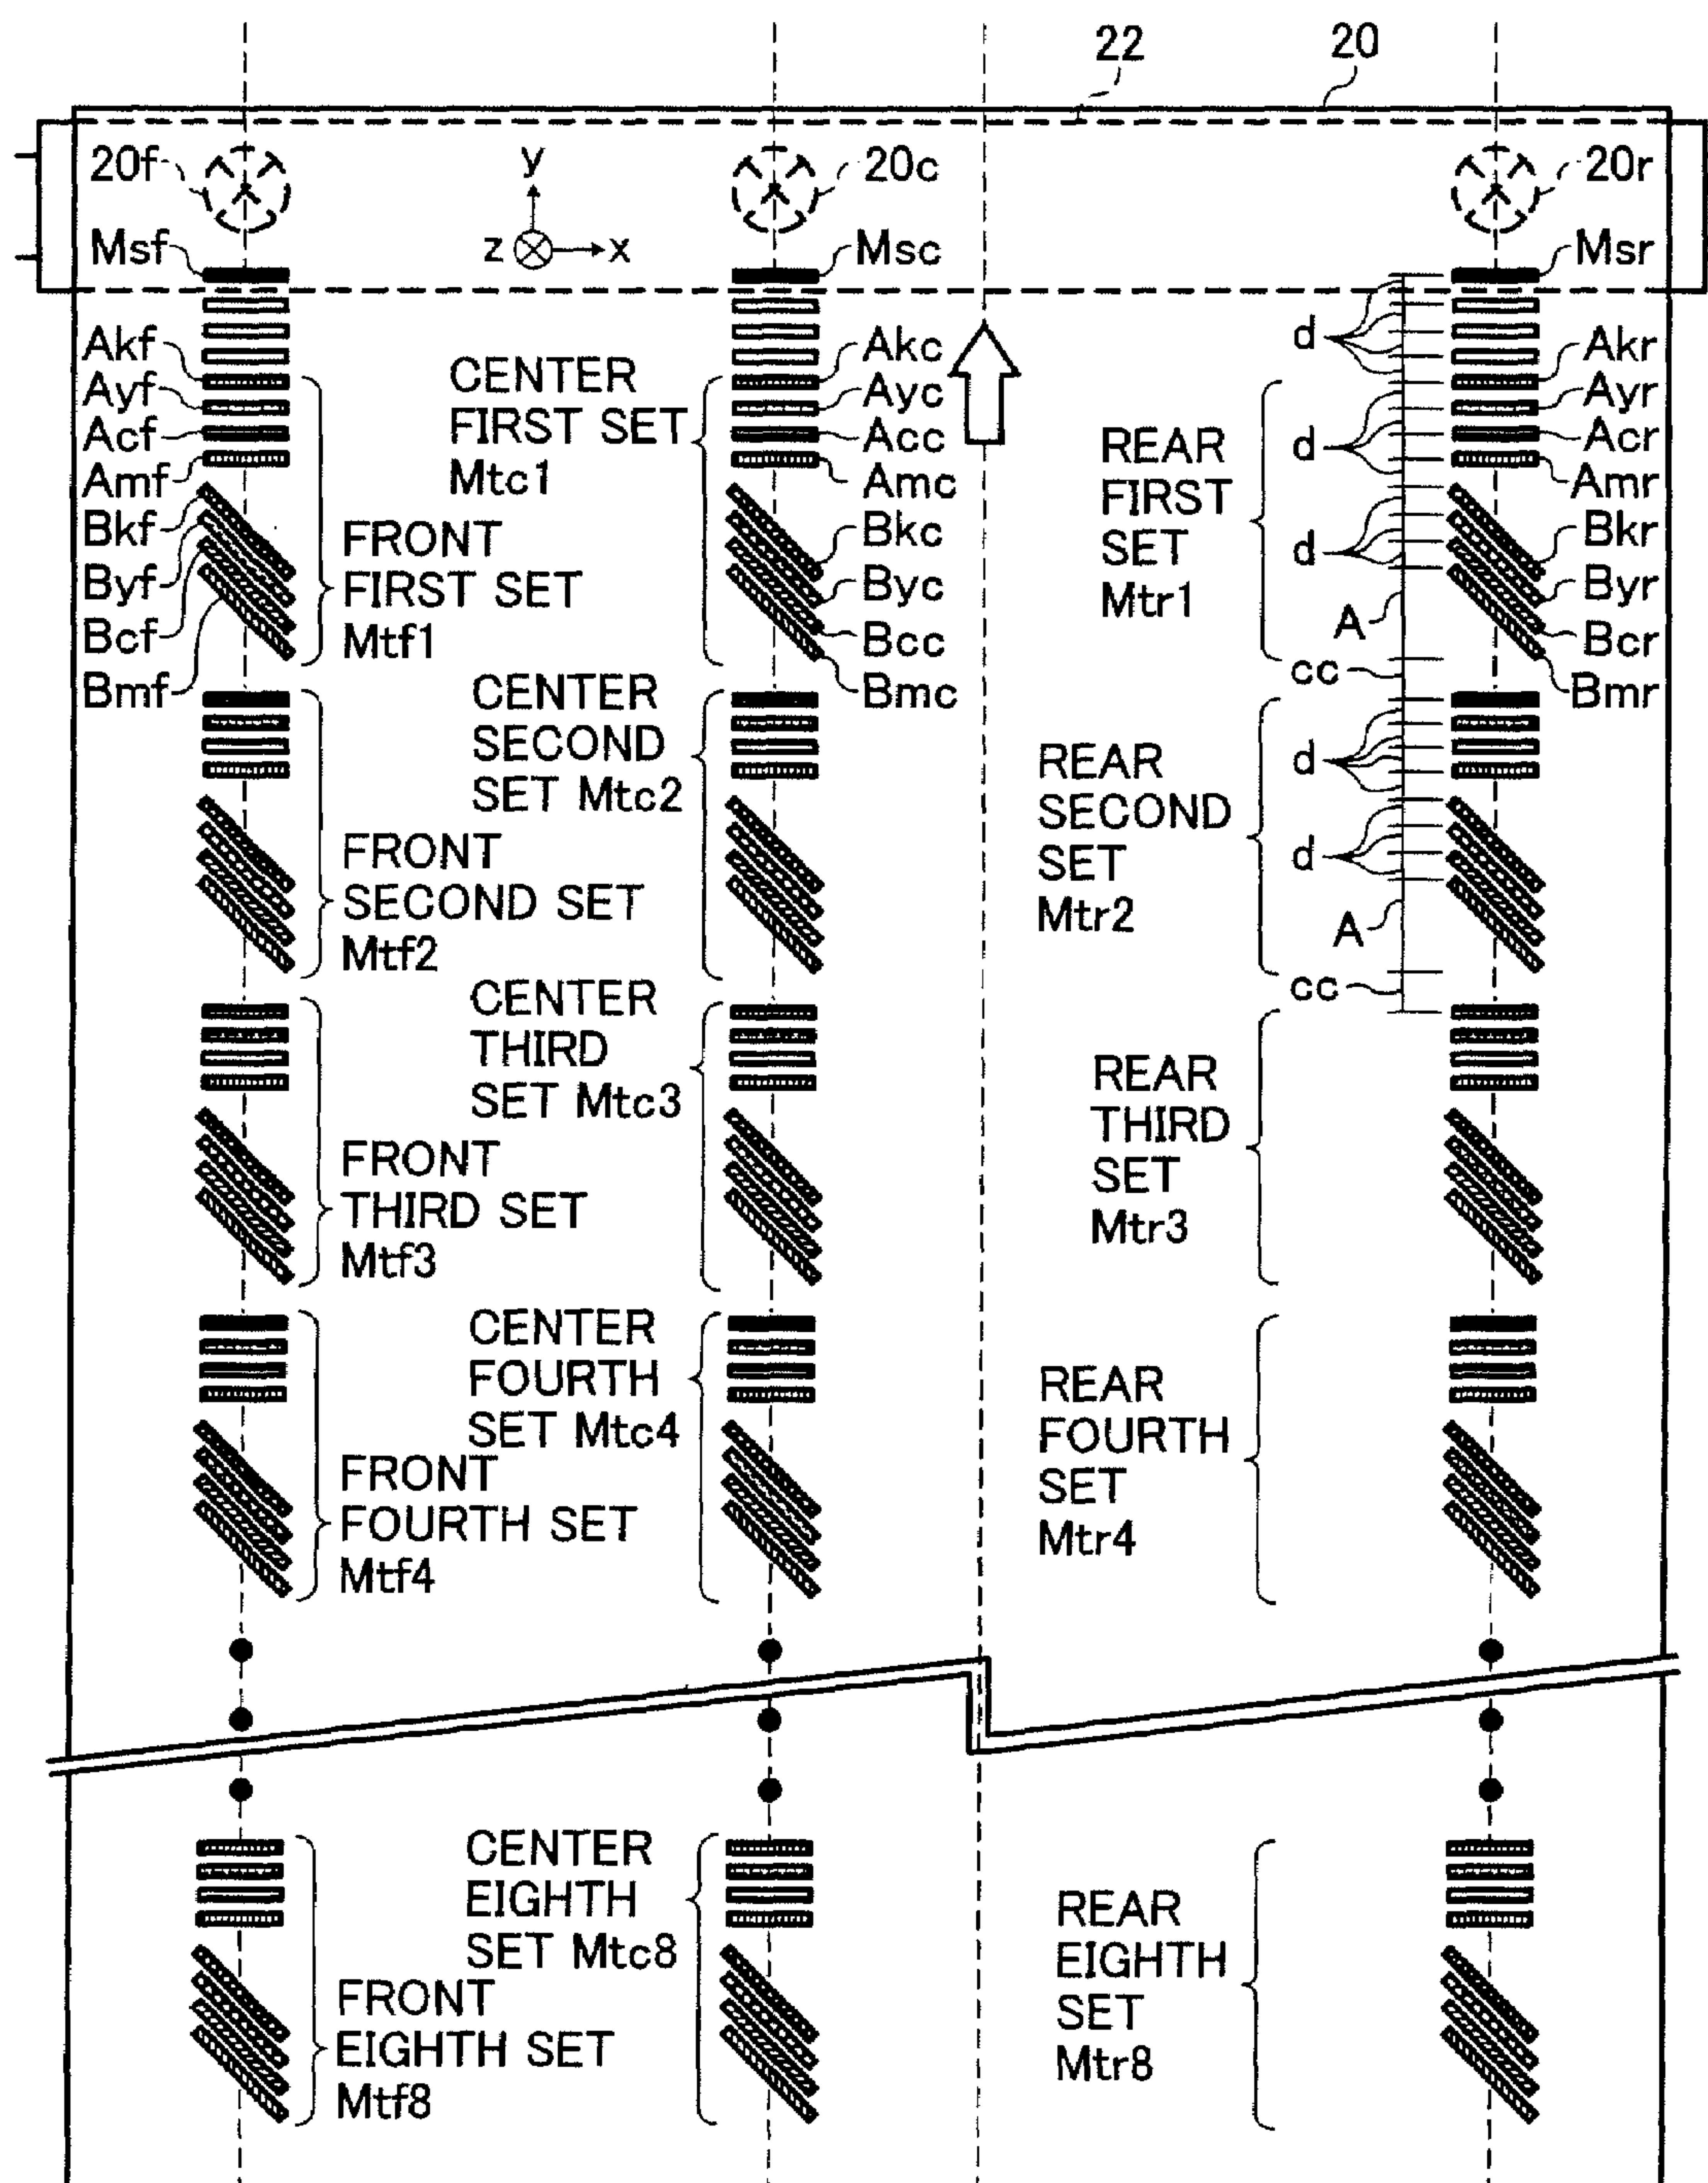 22
20
20f
y
20c
20r
z
x
Msf
Msc
Msr
d
Akf
Akc
Akr
Ayf
Ayc
Ayr
Acf
Acc
Acr
Amf
Amc
Amr
CENTER
FIRST SET
Mtc1
REAR
FIRST
SET
Mtr1
d
Bkf
Bkc
Bkr
Byf
Byc
Byr
Bcf
Bcc
Bcr
Bmf
Bmc
Bmr
FRONT
FIRST SET
Mtf1
d
A
cc
CENTER
SECOND
SET Mtc2
REAR
SECOND
SET
Mtr2
d
d
A
cc
FRONT
SECOND SET
Mtf2
CENTER
THIRD
SET Mtc3
REAR
THIRD
SET
Mtr3
FRONT
THIRD SET
Mtf3
CENTER
FOURTH
SET Mtc4
REAR
FOURTH
SET
Mtr4
FRONT
FOURTH SET
Mtf4
CENTER
EIGHTH
SET Mtc8
REAR
EIGHTH
SET
Mtr8
FRONT
EIGHTH SET
Mtf8